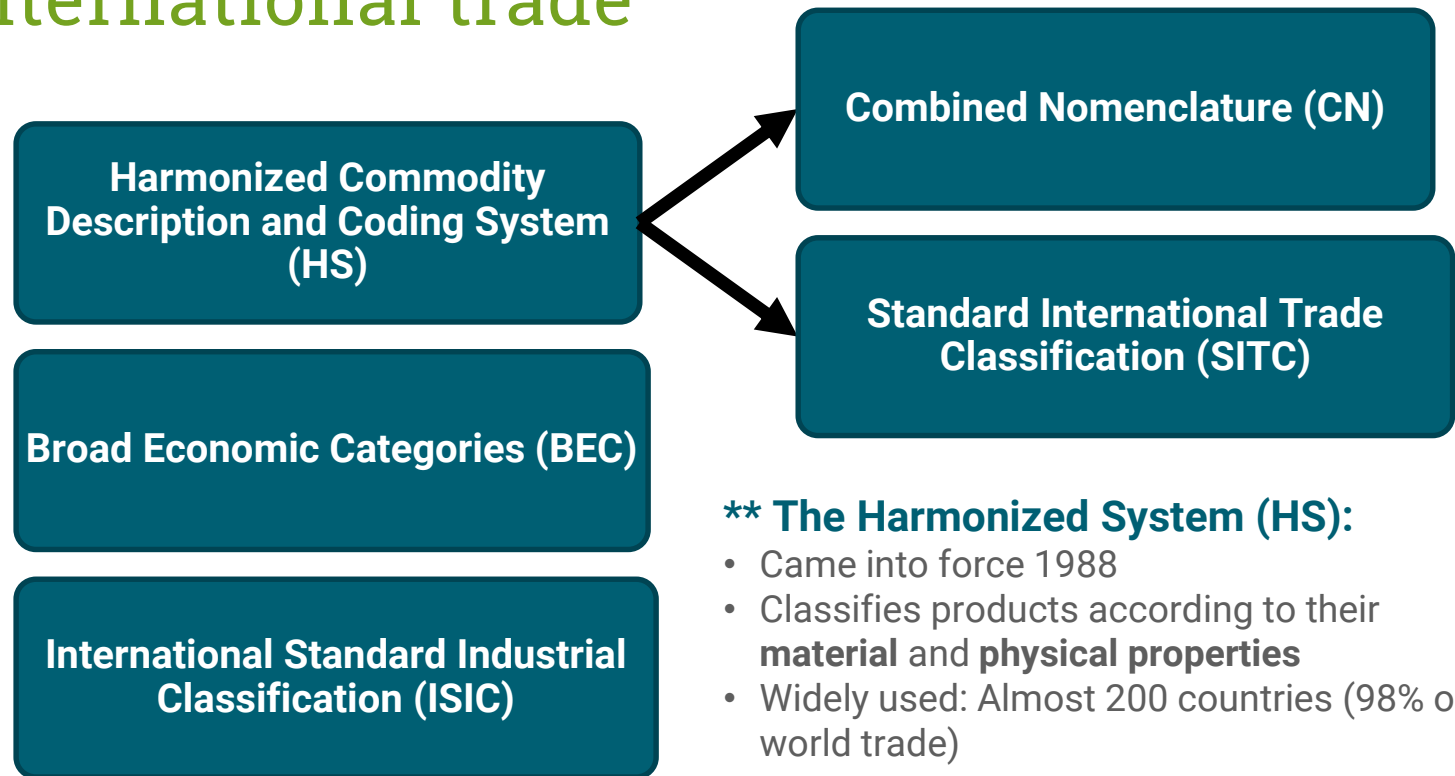 nternational trade
Harmonized Commodity
Description and Coding System
(HS)
Broad Economic Categories (BEC)
International Standard Industrial
Classification (ISIC)
Combined Nomenclature (CN)
Standard International Trade
Classification (SITC)
** The Harmonized System (HS):
• Came into force 1988
• Classifies products according to their
material and physical properties
• Widely used: Almost 200 countries (98% o
world trade)